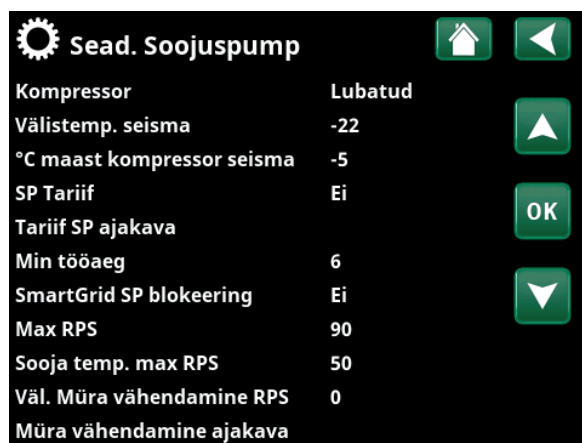 Sead. Soojuspump
Kompressor Lubatud
Välistemp. seisma -22
°C maast kompressor seisma -5
SP Tariif Ei
Tariif SP ajakava
OK
Min tööaeg 6
SmartGrid SP blokeering Ei
Max RPS 90
Sooja temp. max RPS 50
Väl. Müra vähendamine RPS 0
Müra vähendamine ajakava